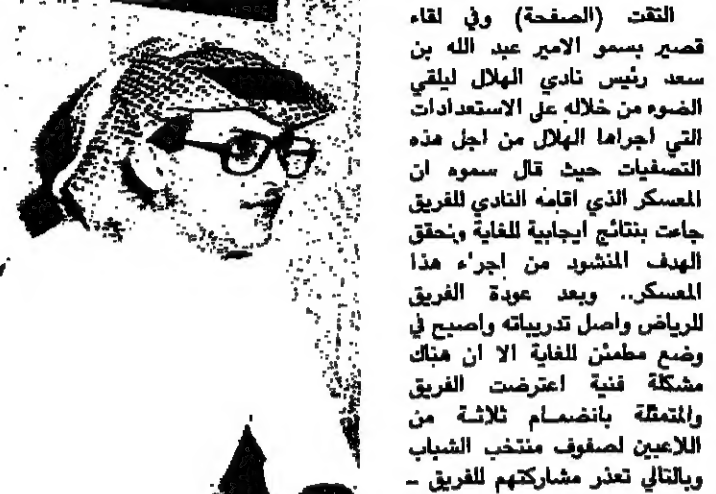 التقت (الصفحة) وفي لقاء
قصير بسمو الامير عبد الله بن
سعد رئيس نادي الهلال ليلقي
الضوء من خلاله على الاستعدادات
التي اجراها الهلال من اجل هذه
التصفيات حيث قال سموه ان
المعسكر الذي اقامه النادي للفريق
جاءت بنتائج ايجابية للغاية وتحقق
الهدف المنشود من اجراء هذا
المعسكر.. وبعد عودة الفريق
للرياض واصل تدريباته واصبح في
وضع مطمئن للغاية الا ان هناك
مشكلة فنية اعترضت الفريق
والمتمثلة بانضمام ثلاثة من
اللاعبين لصفوف منتخب الشباب
وبالتالي تعذر مشاركتهم للفريق ــ